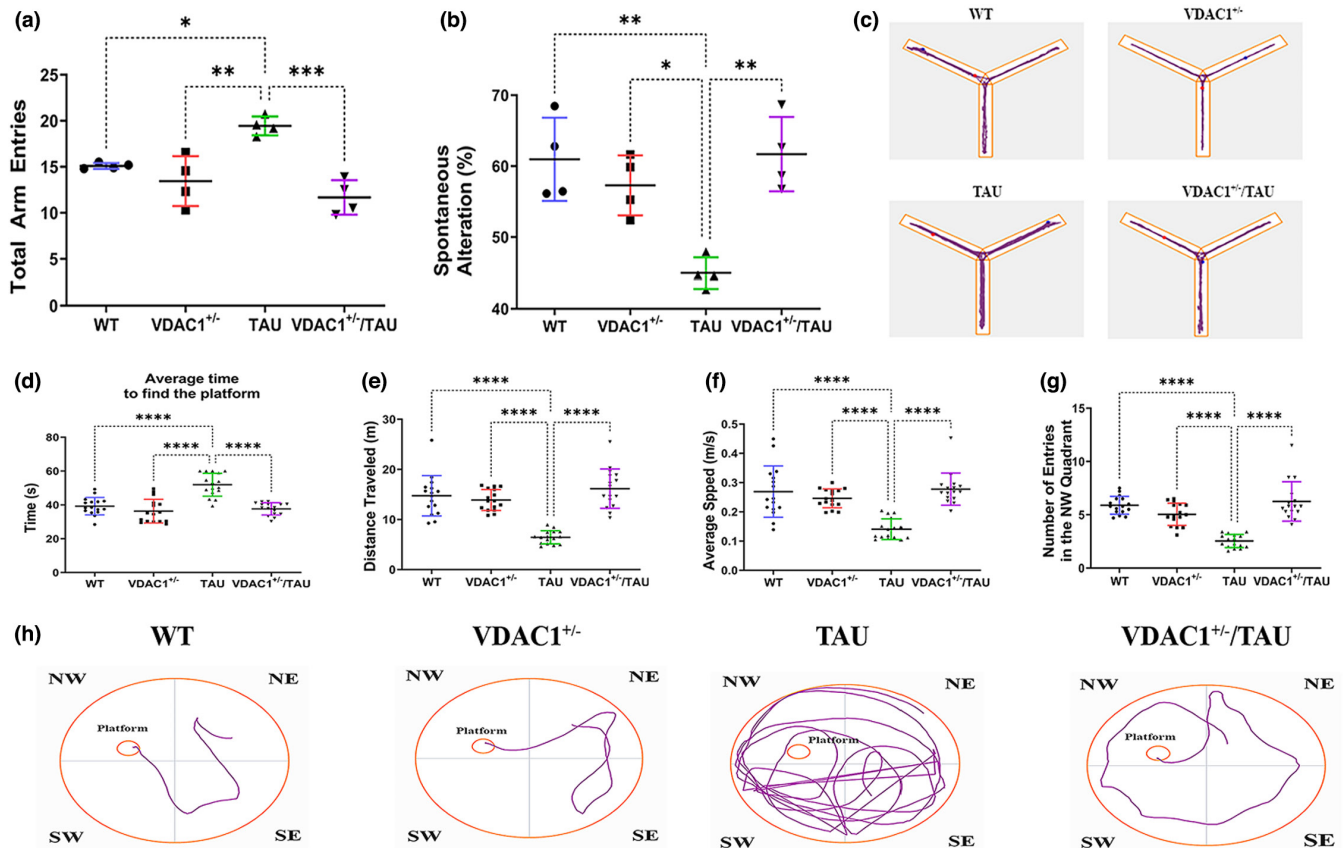 (a)
*
**
***
Total Arm Entries
25
20
15
10
5
0
WT
VDAC1+/-
TAU
VDAC1+/-/TAU
(b)
**
*
**
Spontaneous
Alteration (%)
70
60
50
40
WT
VDAC1+/-
TAU
VDAC1+/-/TAU
(c)
WT
VDAC1+/-
TAU
VDAC1+/-/TAU
(d)
Average time
to find the platform
****
****
****
Time (s)
80
60
40
20
0
WT
VDAC1+/-
TAU
VDAC1+/-/TAU
(e)
****
****
****
Distance Traveled (m)
30
20
10
0
WT
VDAC1+/-
TAU
VDAC1+/-/TAU
(f)
****
****
****
Average Spped (m/s)
0.5
0.4
0.3
0.2
0.1
0.0
WT
VDAC1+/-
TAU
VDAC1+/-/TAU
(g)
****
****
****
Number of Entries
in the NW Quadrant
15
10
5
0
WT
VDAC1+/-
TAU
VDAC1+/-/TAU
(h)
WT
NW
NE
Platform
SW
SE
VDAC1+/-
NW
NE
Platform
SW
SE
TAU
NW
NE
Platform
SW
SE
VDAC1+/-/TAU
NW
NE
Platform
SW
SE